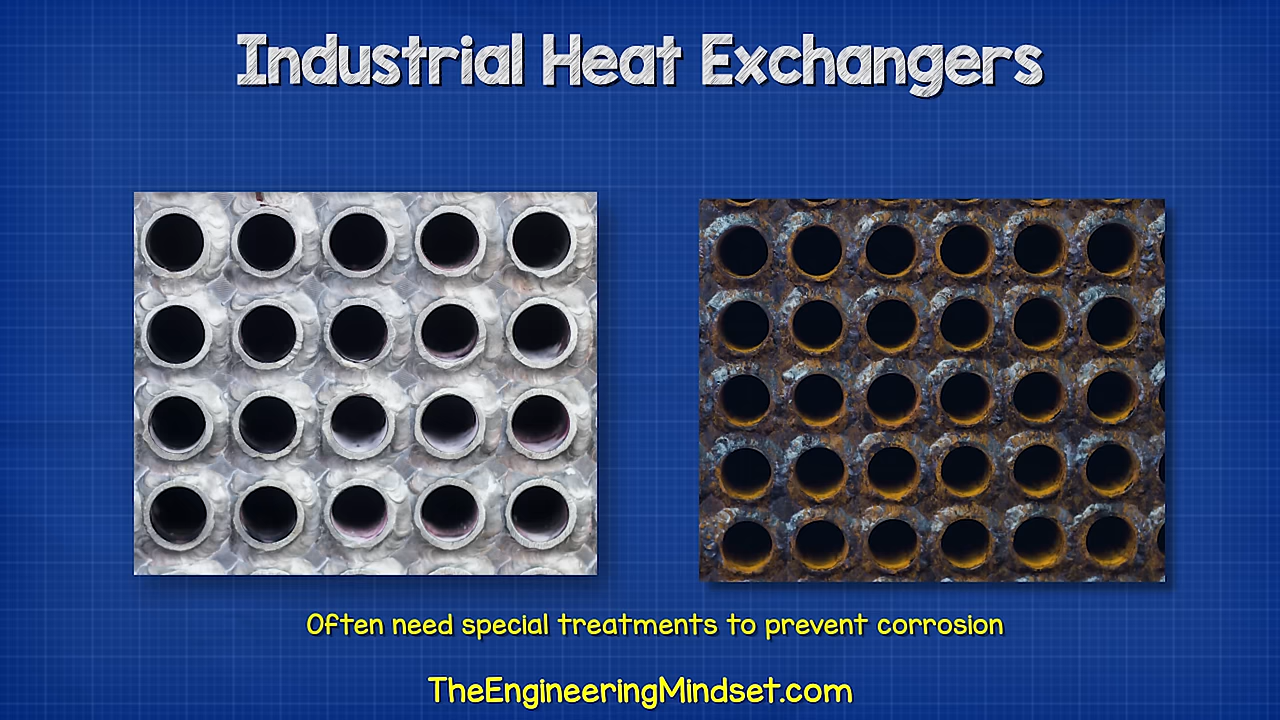 Industrial Heat Exchangers
Often need special treatments to prevent corrosion
TheEngineeringMindset.com